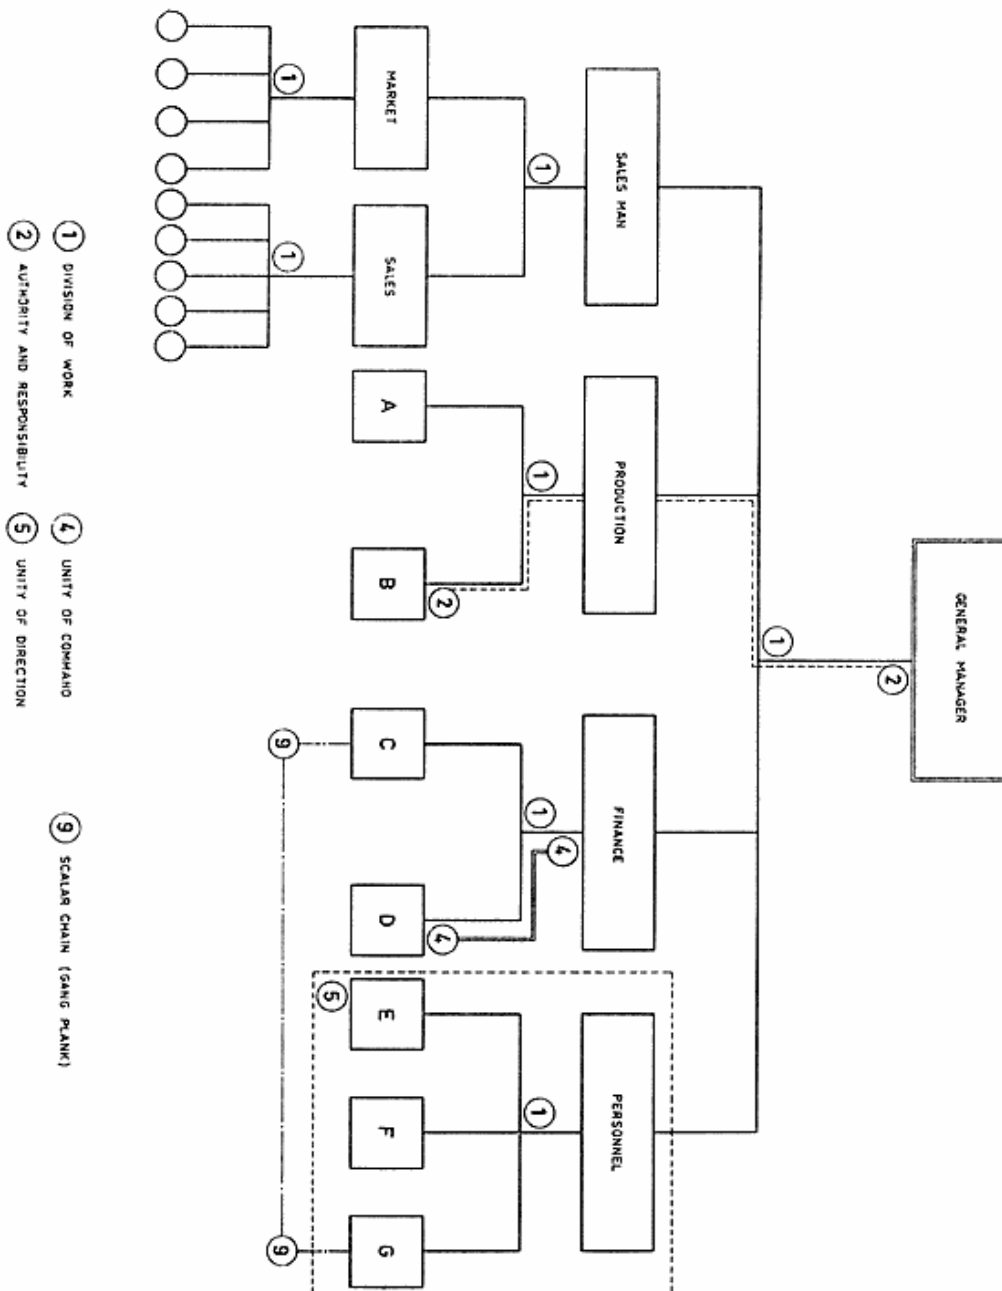 GENERAL MANAGER
1
2
SALES MAN
PRODUCTION
FINANCE
PERSONNEL
1
1
1
4
1
MARKET
SALES
A
B
2
C
D
4
E
F
G
5
1
1
9
9
1 DIVISION OF WORK
2 AUTHORITY AND RESPONSIBILITY
4 UNITY OF COMMAND
5 UNITY OF DIRECTION
9 SCALAR CHAIN (GANG PLANK)